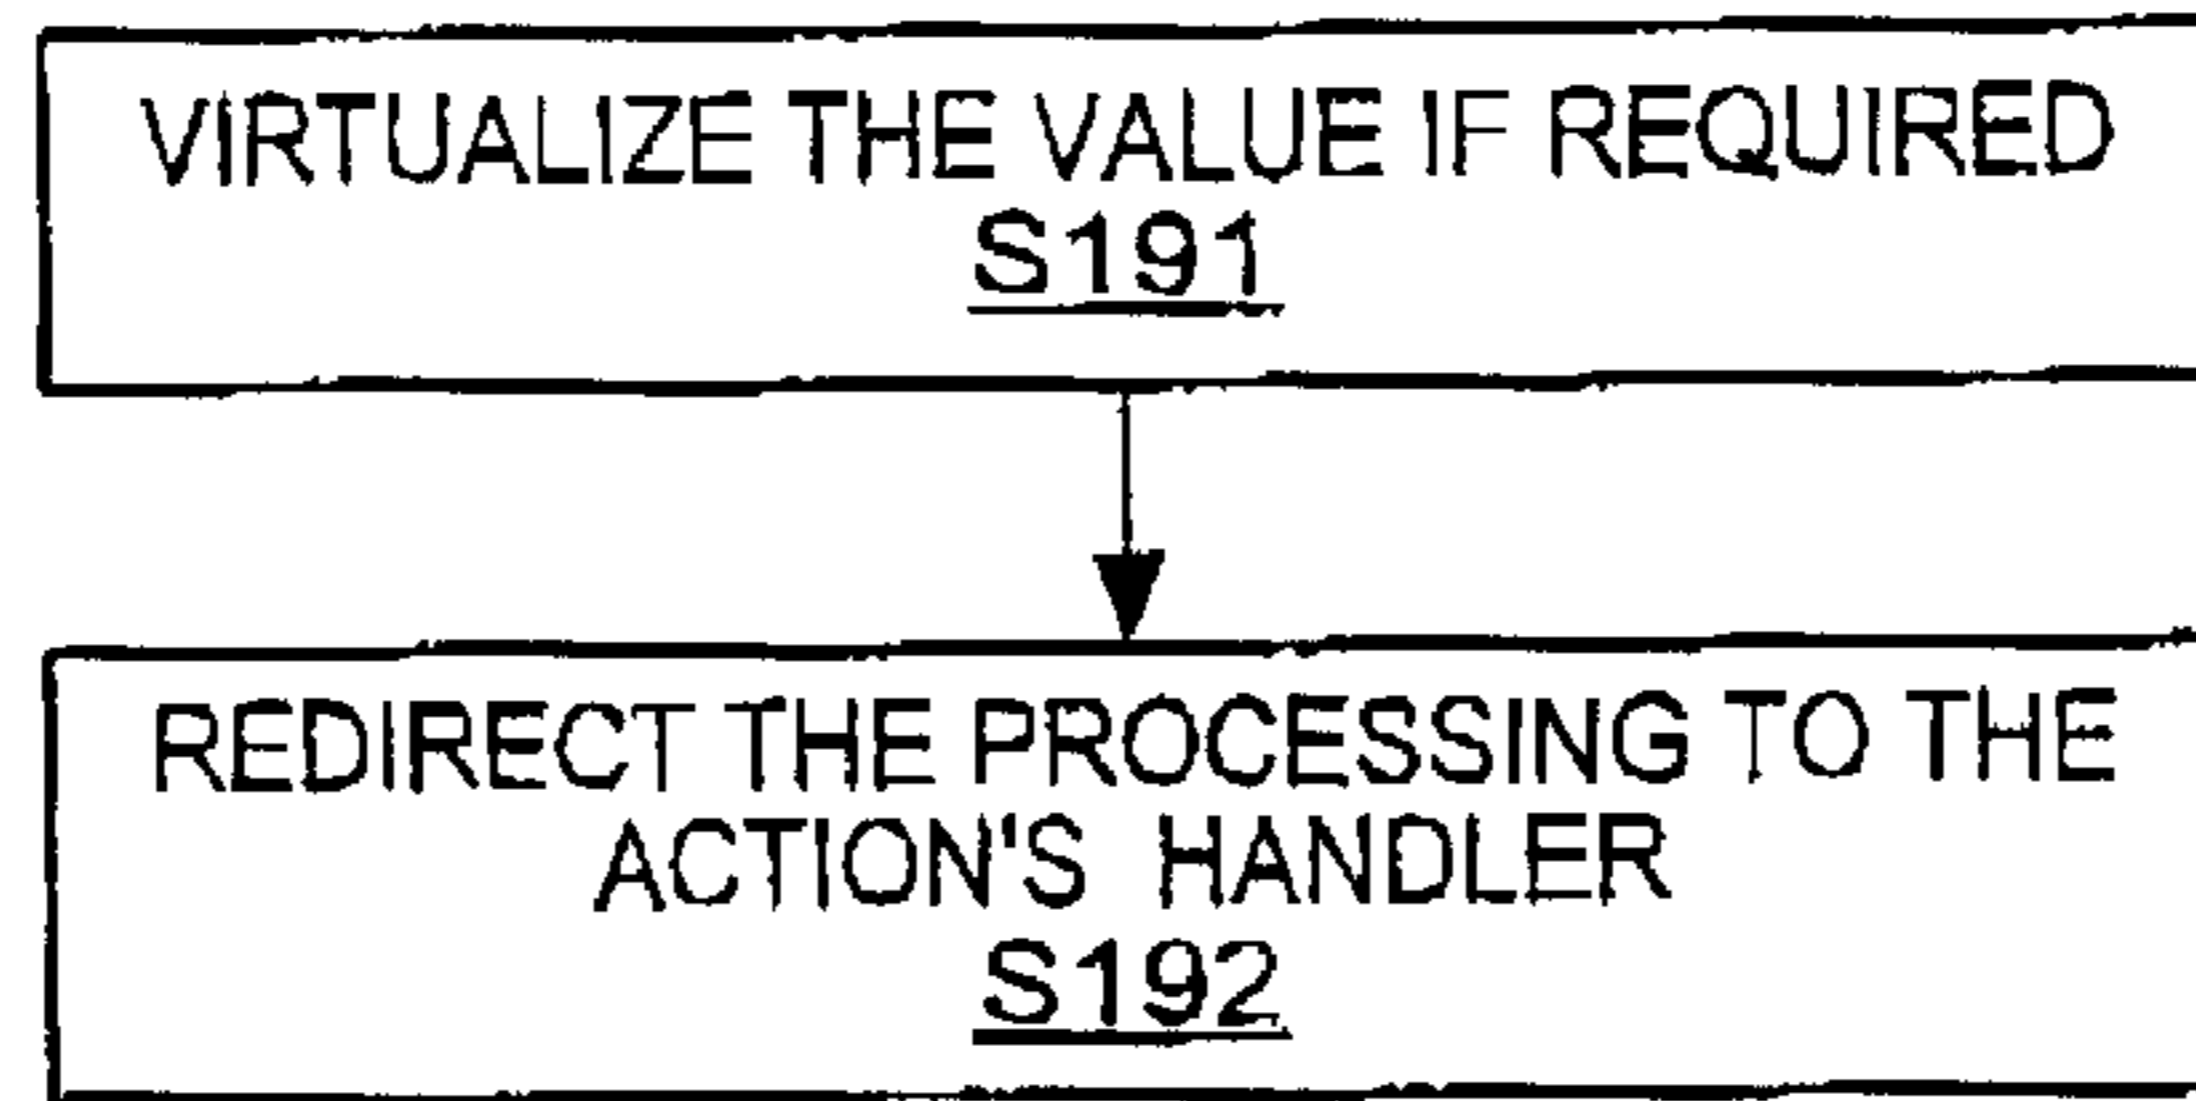 VIRTUALIZE THE VALUE IF REQUIRED
S191
REDIRECT THE PROCESSING TO THE
ACTION'S HANDLER
S192